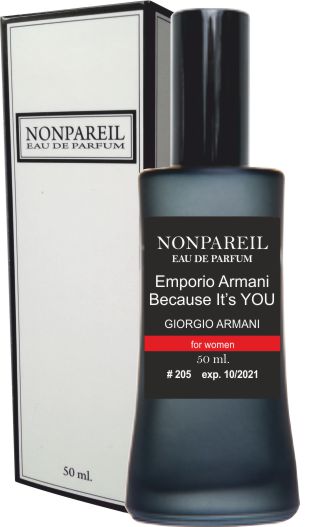 NONPAREIL
EAU DE PARFUM
50 ml.
NONPAREIL
EAU DE PARFUM
Emporio Armani
Because It's YOU
GIORGIO ARMANI
for women
50 ml.
# 205 exp. 10/2021